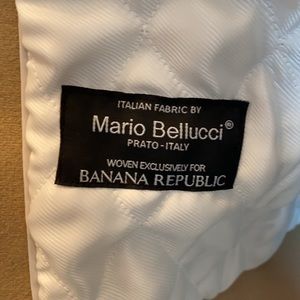 ITALIAN FABRIC BY
Mario Bellucci®
PRATO - ITALY
WOVEN EXCLUSIVELY FOR
BANANA REPUBLIC